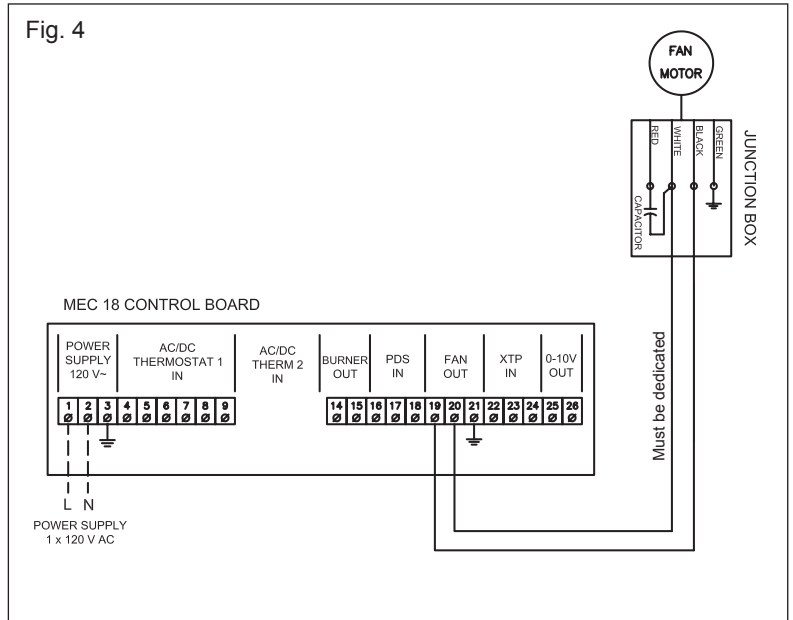 Fig. 4
FAN
MOTOR
RED
WHITE
BLACK
GREEN
CAPACITOR
JUNCTION BOX
MEC 18 CONTROL BOARD
POWER
SUPPLY
120 V~
AC/DC
THERMOSTAT 1
IN
AC/DC
THERM 2
IN
BURNER
OUT
PDS
IN
FAN
OUT
XTP
IN
0-10V
OUT
1 2 3 4 5 6 7 8 9
14 15 16 17 18 19 20 21 22 23 24 25 26
Must be dedicated
L N
POWER SUPPLY
1 x 120 V AC